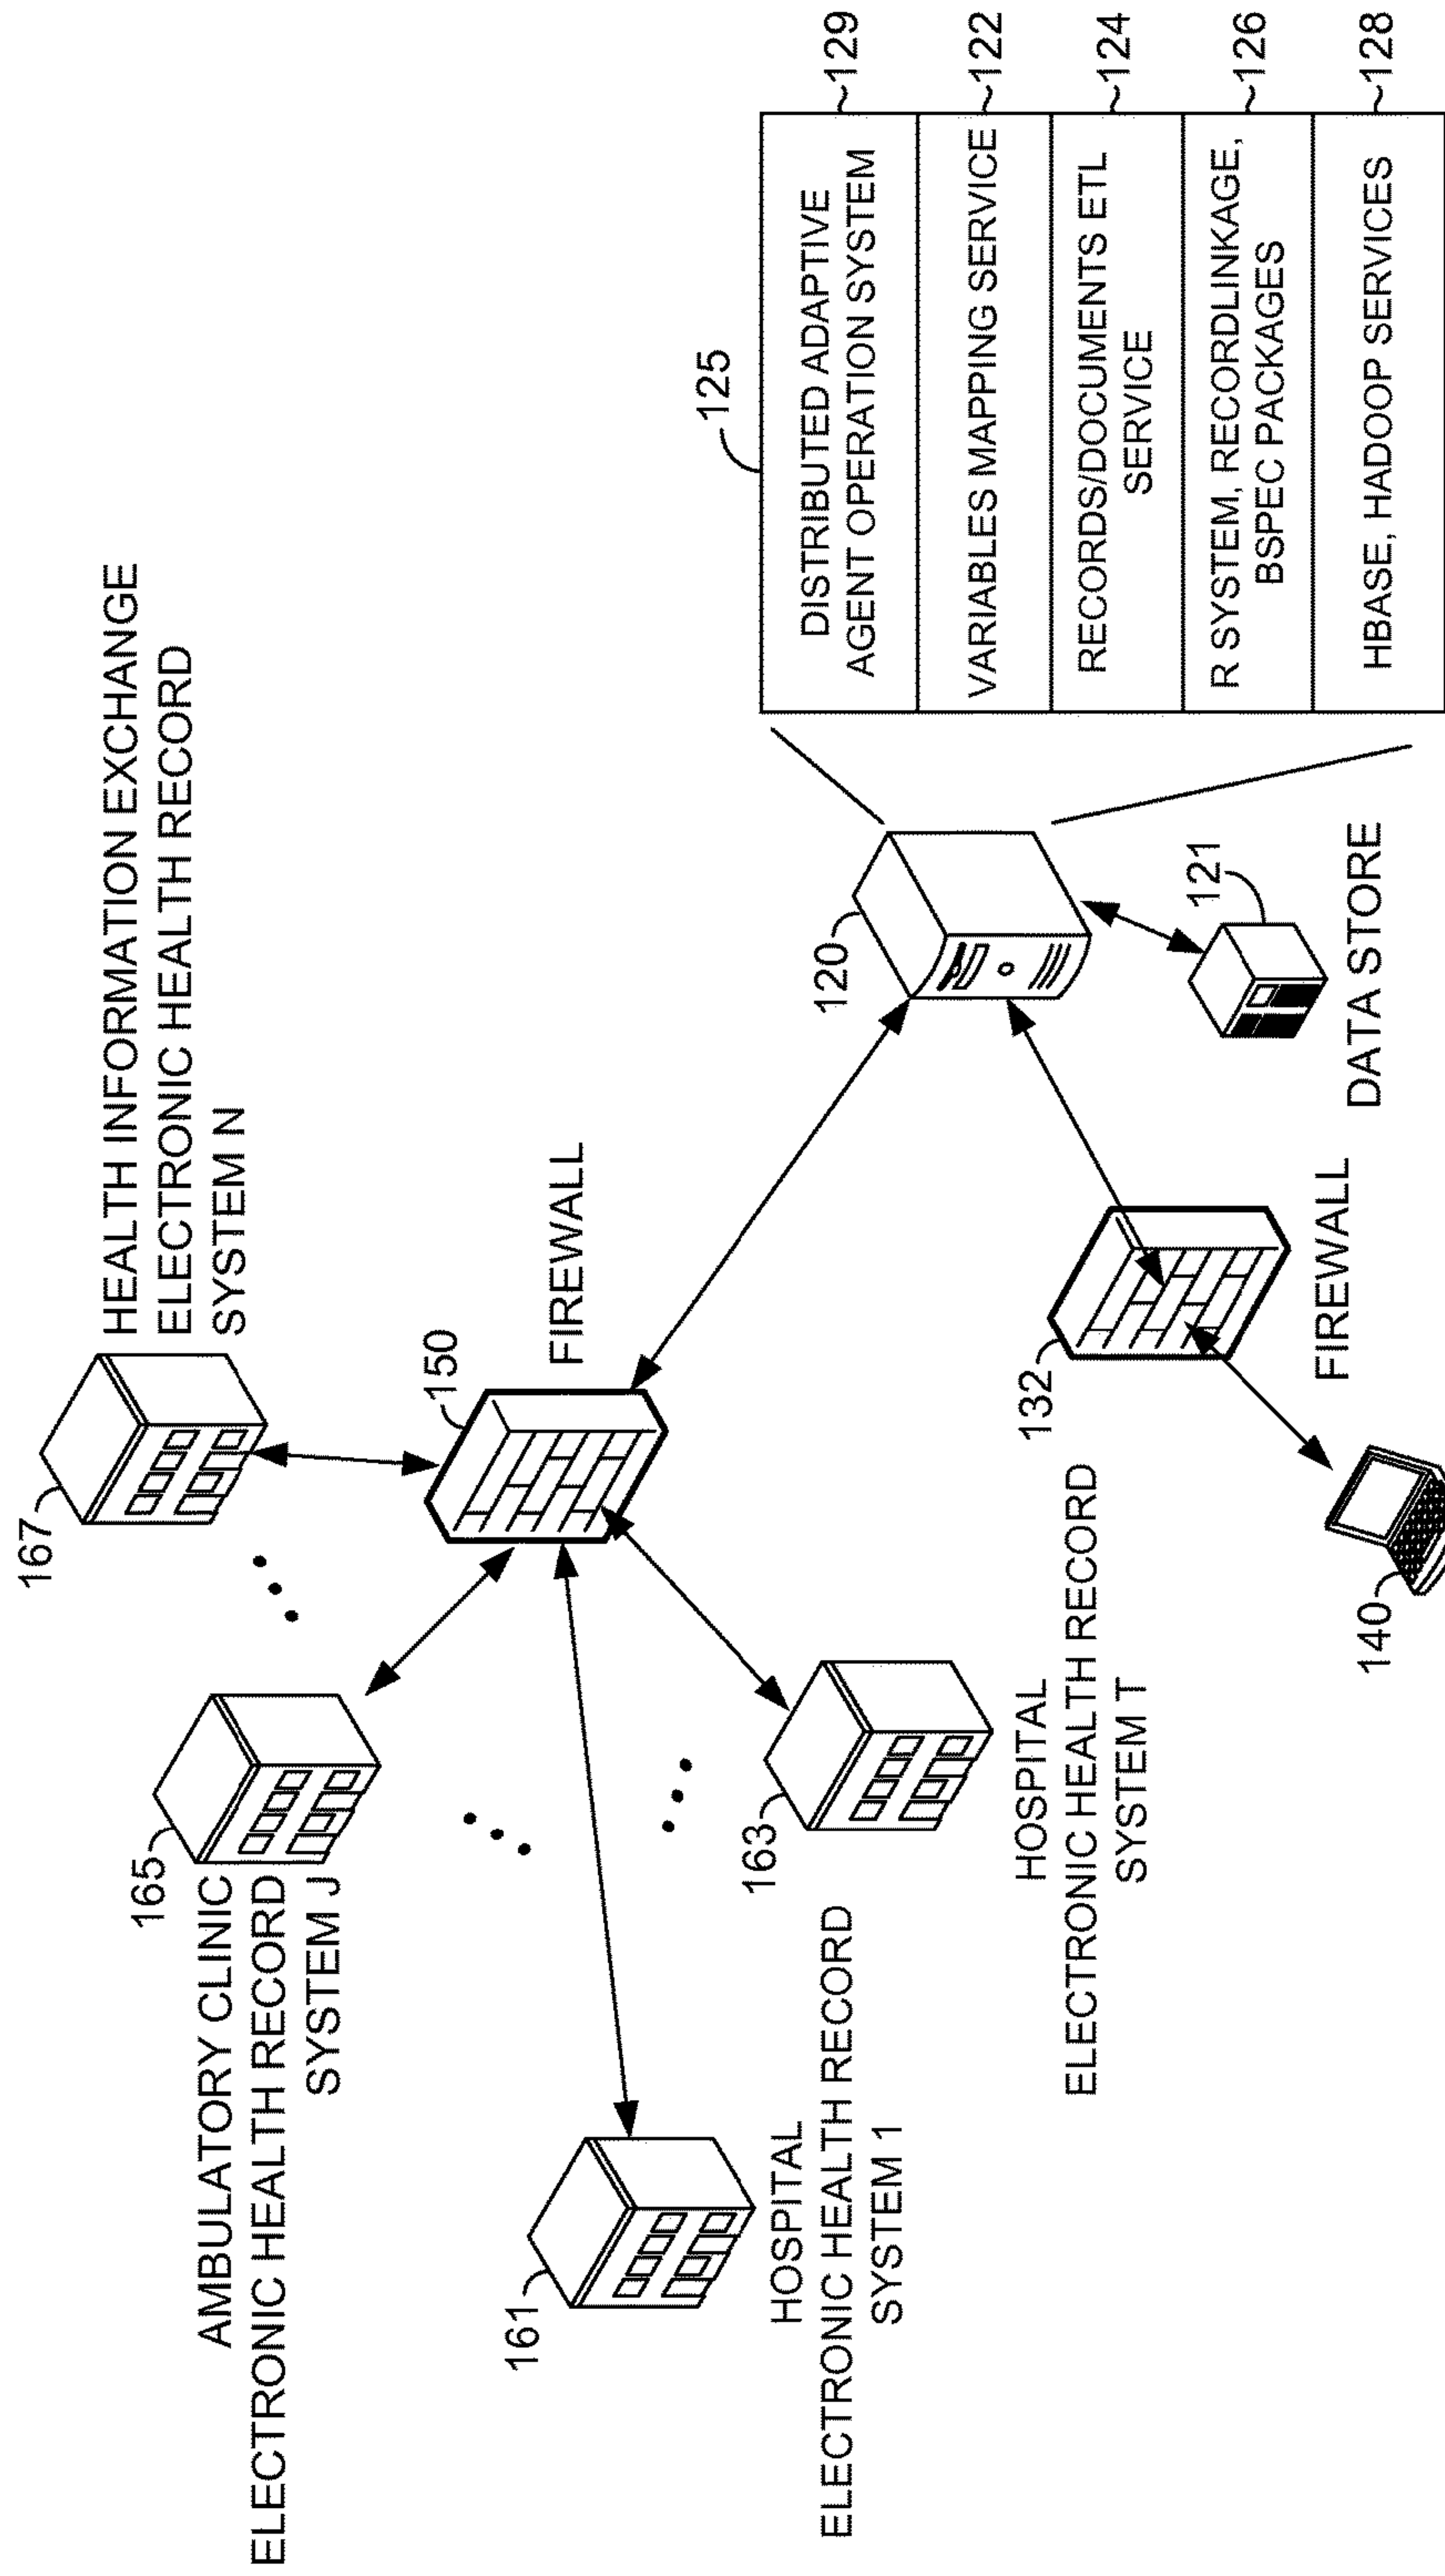 HEALTH INFORMATION EXCHANGE
ELECTRONIC HEALTH RECORD
SYSTEM N
167
AMBULATORY CLINIC
ELECTRONIC HEALTH RECORD
SYSTEM J
165
150
FIREWALL
161
HOSPITAL
ELECTRONIC HEALTH RECORD
SYSTEM 1
163
HOSPITAL
ELECTRONIC HEALTH RECORD
SYSTEM T
120
121
DATA STORE
132
FIREWALL
140
125
DISTRIBUTED ADAPTIVE
AGENT OPERATION SYSTEM
129
VARIABLES MAPPING SERVICE
122
RECORDS/DOCUMENTS ETL
SERVICE
124
R SYSTEM, RECORDLINKAGE,
BSPEC PACKAGES
126
HBASE, HADOOP SERVICES
128